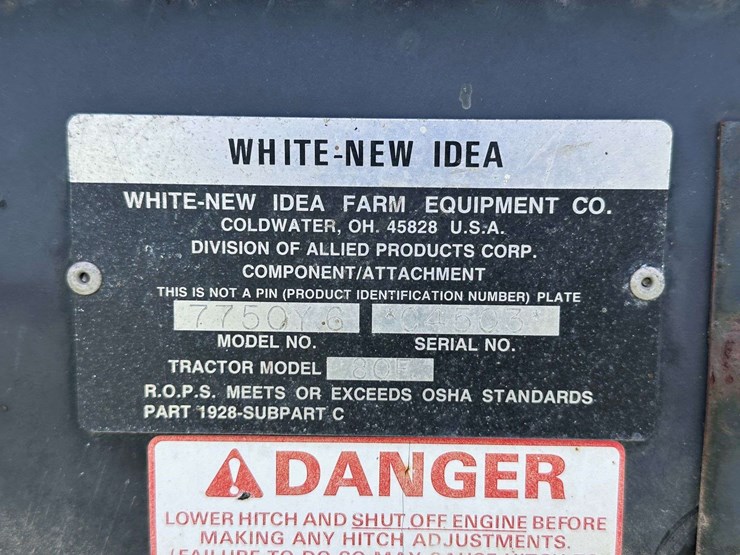 WHITE-NEW IDEA
WHITE-NEW IDEA FARM EQUIPMENT CO.
COLDWATER, OH. 45828 U.S.A.
DIVISION OF ALLIED PRODUCTS CORP.
COMPONENT/ATTACHMENT
THIS IS NOT A PIN (PRODUCT IDENTIFICATION NUMBER) PLATE
MODEL NO. SERIAL NO.
TRACTOR MODEL
R.O.P.S. MEETS OR EXCEEDS OSHA STANDARDS
PART 1928-SUBPART C
DANGER
LOWER HITCH AND SHUT OFF ENGINE BEFORE
MAKING ANY HITCH ADJUSTMENTS.